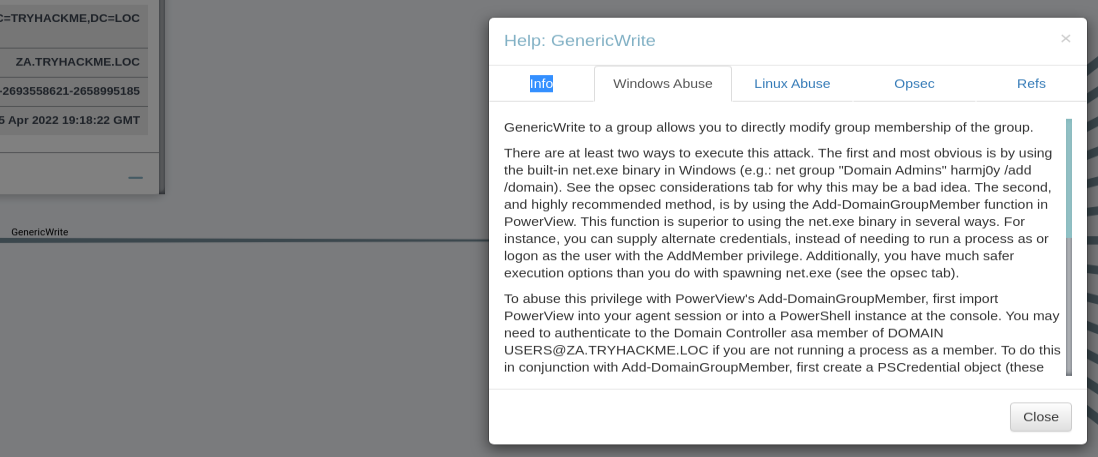 C=TRYHACKME,DC=LOC
ZA.TRYHACKME.LOC
-2693558621-2658995185
5 Apr 2022 19:18:22 GMT
GenericWrite
Help: GenericWrite
×
Info Windows Abuse Linux Abuse Opsec Refs
GenericWrite to a group allows you to directly modify group membership of the group.
There are at least two ways to execute this attack. The first and most obvious is by using
the built-in net.exe binary in Windows (e.g.: net group "Domain Admins" harmj0y /add
/domain). See the opsec considerations tab for why this may be a bad idea. The second,
and highly recommended method, is by using the Add-DomainGroupMember function in
PowerView. This function is superior to using the net.exe binary in several ways. For
instance, you can supply alternate credentials, instead of needing to run a process as or
logon as the user with the AddMember privilege. Additionally, you have much safer
execution options than you do with spawning net.exe (see the opsec tab).
To abuse this privilege with PowerView's Add-DomainGroupMember, first import
PowerView into your agent session or into a PowerShell instance at the console. You may
need to authenticate to the Domain Controller asa member of DOMAIN
USERS@ZA.TRYHACKME.LOC if you are not running a process as a member. To do this
in conjunction with Add-DomainGroupMember, first create a PSCredential object (these
Close